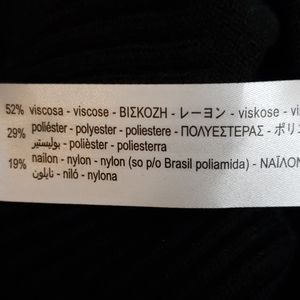 52% viscosa - viscose - ΒΙΣΚΟΖΗ - レーヨン - viskose -
29% poliéster - polyester - poliestere - ΠΟΛΥΕΣΤΕΡΑΣ - ポリ
بوليستير - polièster - poliesterra
19% nailon - nylon - nylon (so p/o Brasil poliamida) - ΝΑΪΛΟΝ
نايلون - niló - nylona